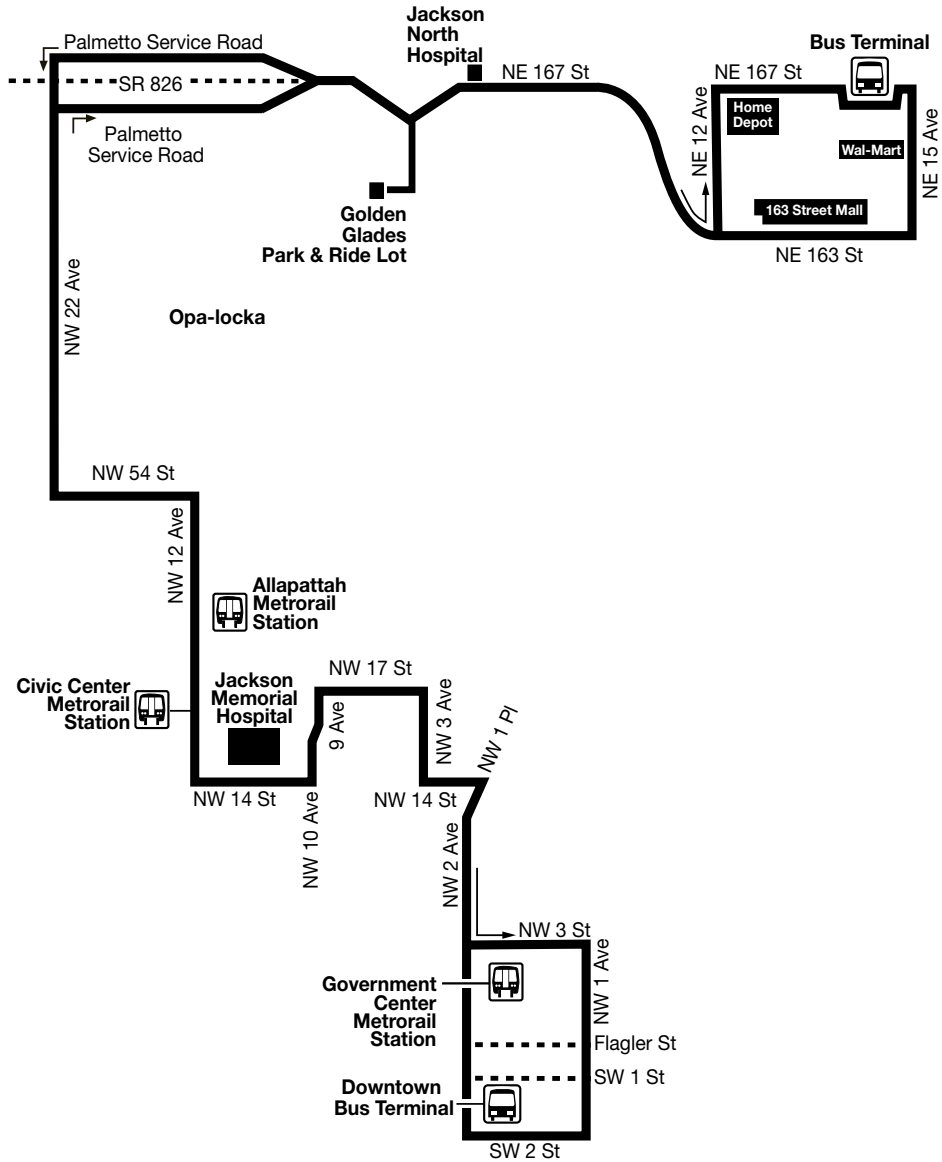 Jackson
North
Hospital
Palmetto Service Road
Bus Terminal
NE 167 St
NE 167 St
SR 826
Home
Depot
Palmetto
Service Road
NE 12 Ave
Wal-Mart
NE 15 Ave
163 Street Mall
Golden
Glades
Park & Ride Lot
NE 163 St
NW 22 Ave
Opa-locka
NW 54 St
NW 12 Ave
Allapattah
Metrorail
Station
NW 17 St
Civic Center
Metrorail
Station
Jackson
Memorial
Hospital
9 Ave
NW 3 Ave
NW 1 Pl
NW 14 St
NW 14 St
NW 10 Ave
NW 2 Ave
NW 3 St
NW 1 Ave
Government
Center
Metrorail
Station
Flagler St
SW 1 St
Downtown
Bus Terminal
SW 2 St